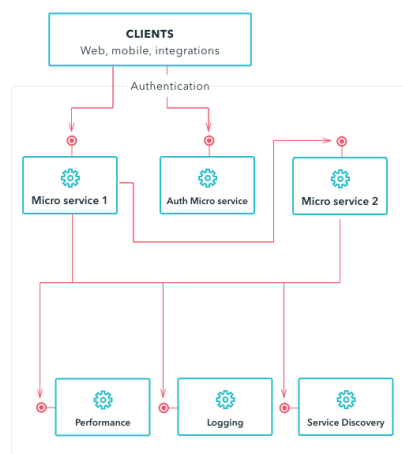 CLIENTS
Web, mobile, integrations
Authentication
Micro service 1
Auth Micro service
Micro service 2
Performance
Logging
Service Discovery